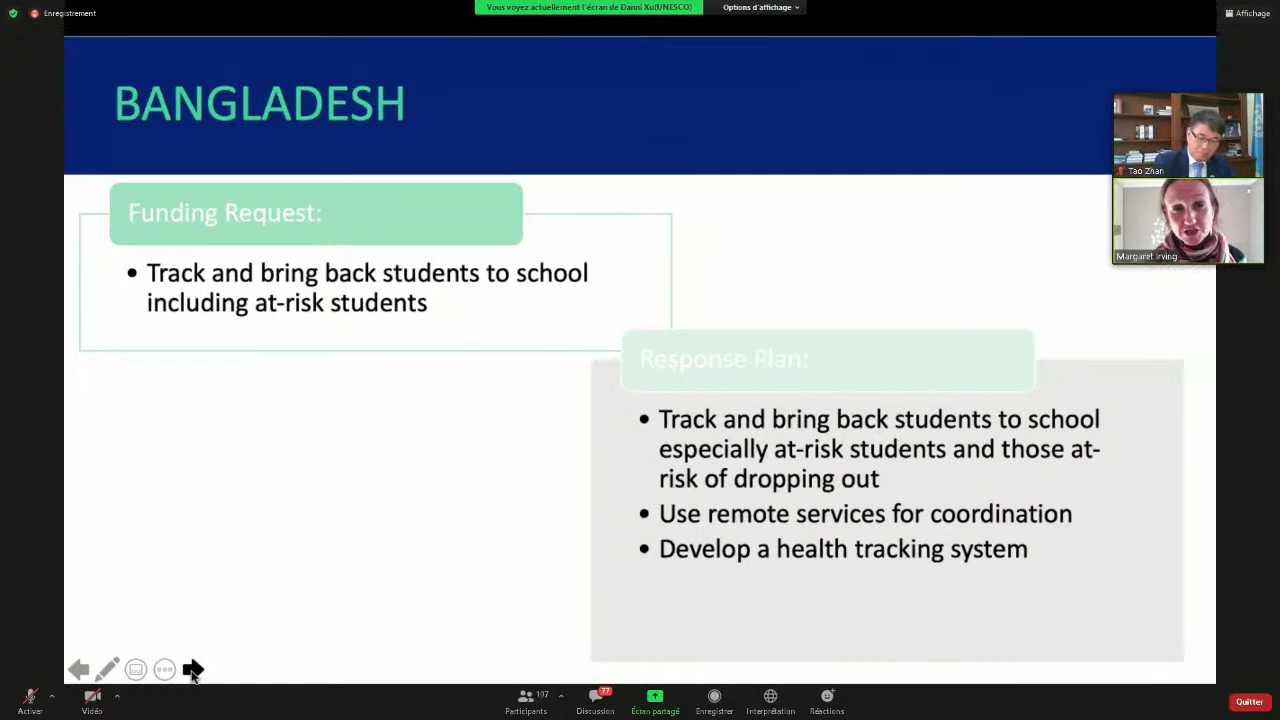 Enregistrement
Vous voyez actuellement l'écran de Danni Xu(UNESCO)
Options d'affichage
Affichage
BANGLADESH
Tao Zhan
Margaret Irving
Funding Request:
• Track and bring back students to school
including at-risk students
Response Plan:
• Track and bring back students to school
especially at-risk students and those at-
risk of dropping out
• Use remote services for coordination
• Develop a health tracking system
Activer
Vidéo
197
Participants
77
Discussion
Écran partagé
Enregistrer
Interprétation
Réactions
Quitter